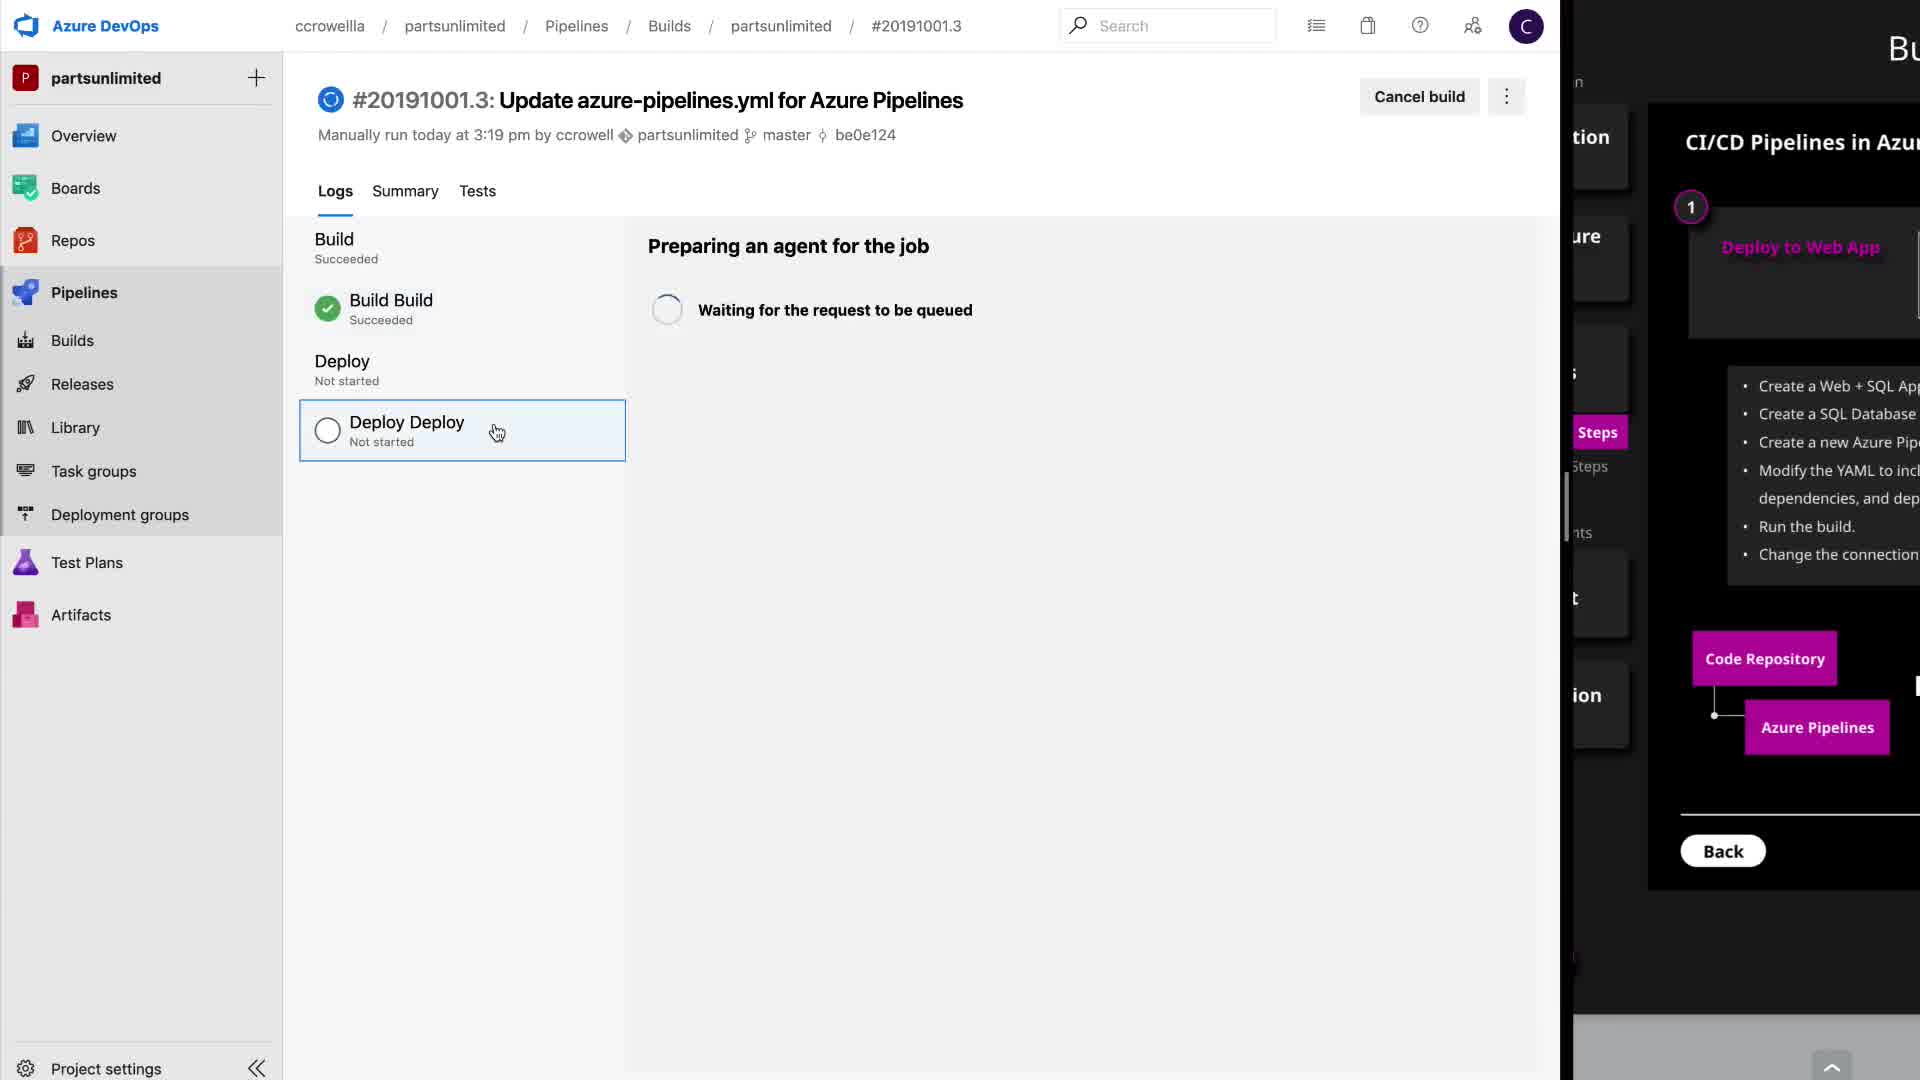 Azure DevOps
ccrowellla / partsunlimited / Pipelines / Builds / partsunlimited / #20191001.3
Search
C
P partsunlimited
Overview
Boards
Repos
Pipelines
Builds
Releases
Library
Task groups
Deployment groups
Test Plans
Artifacts
Project settings
#20191001.3: Update azure-pipelines.yml for Azure Pipelines
Manually run today at 3:19 pm by ccrowell partsunlimited master be0e124
Cancel build
Logs Summary Tests
Build
Succeeded
Build Build
Succeeded
Deploy
Not started
Deploy Deploy
Not started
Preparing an agent for the job
Waiting for the request to be queued
Bu
n
tion
ure
s
Steps
Steps
nts
t
ion
CI/CD Pipelines in Azur
1
Deploy to Web App
• Create a Web + SQL App
• Create a SQL Database
• Create a new Azure Pipe
• Modify the YAML to incl
dependencies, and dep
• Run the build.
• Change the connection
Code Repository
Azure Pipelines
Back